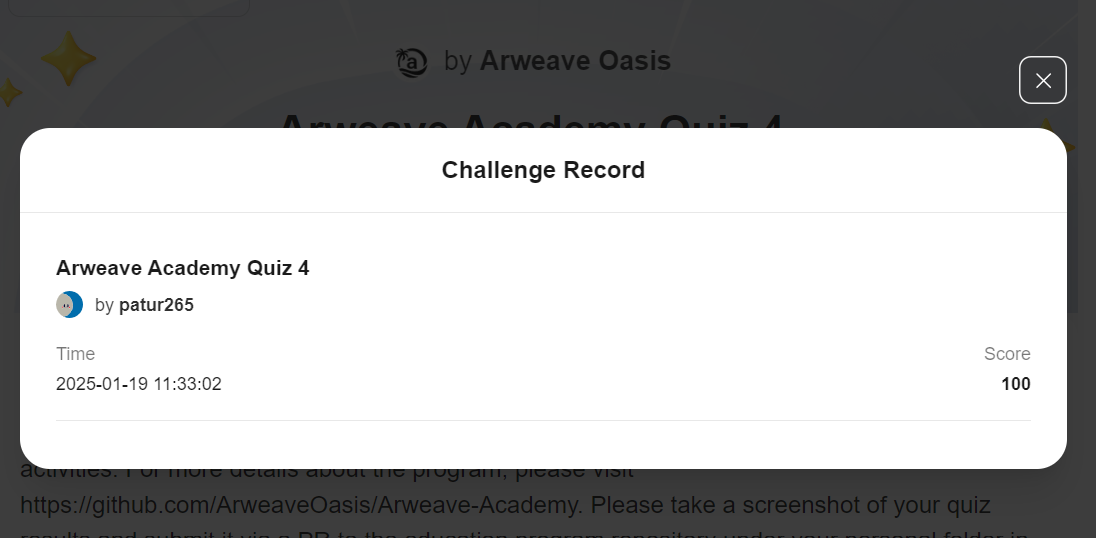 by Arweave Oasis
Arweave Academy Quiz 4
Challenge Record
Arweave Academy Quiz 4
by patur265
Time
Score
2025-01-19 11:33:02
100
activities. For more details about the program, please visit
https://github.com/ArweaveOasis/Arweave-Academy. Please take a screenshot of your quiz
results and submit it via a PR to the education program repository under your personal folder in